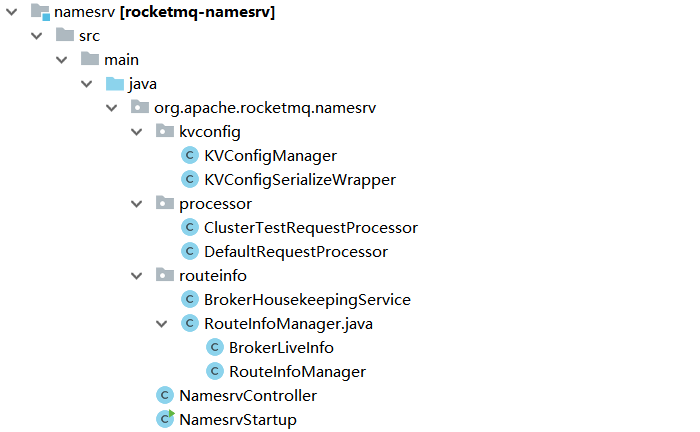 namesrv [rocketmq-namesrv]
src
main
java
org.apache.rocketmq.namesrv
kvconfig
C KVConfigManager
C KVConfigSerializeWrapper
processor
C ClusterTestRequestProcessor
C DefaultRequestProcessor
routeinfo
C BrokerHousekeepingService
C RouteInfoManager.java
C BrokerLiveInfo
C RouteInfoManager
C NamesrvController
C NamesrvStartup